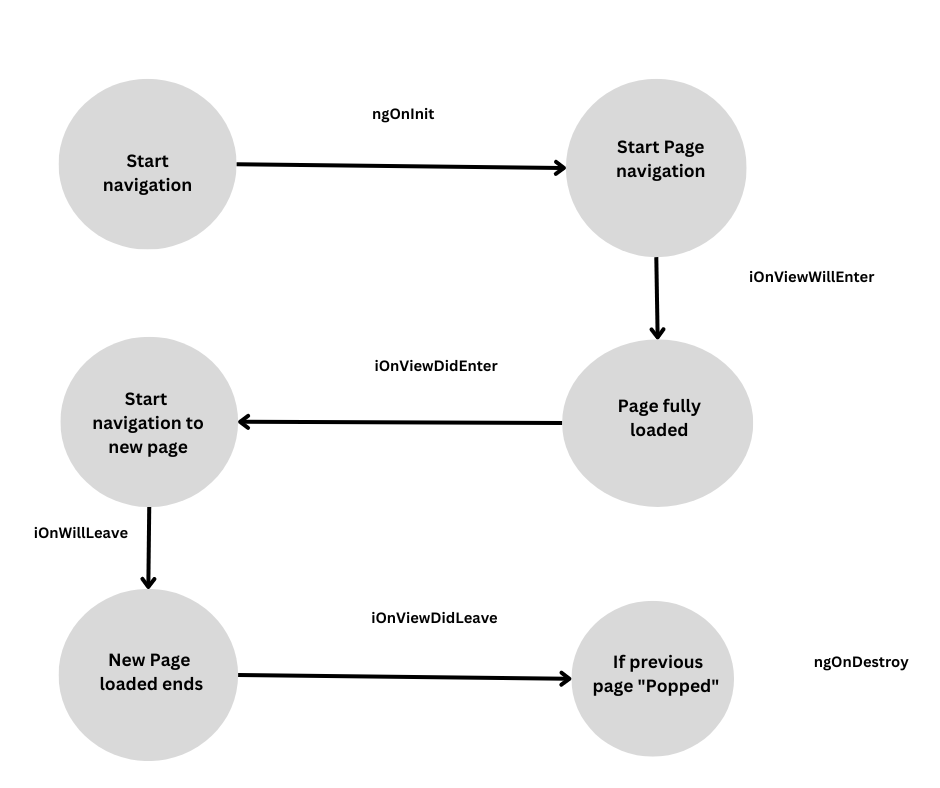 ngOnInit
Start
navigation
Start Page
navigation
iOnViewWillEnter
iOnViewDidEnter
Page fully
loaded
Start
navigation to
new page
iOnWillLeave
New Page
loaded ends
iOnViewDidLeave
If previous
page "Popped"
ngOnDestroy